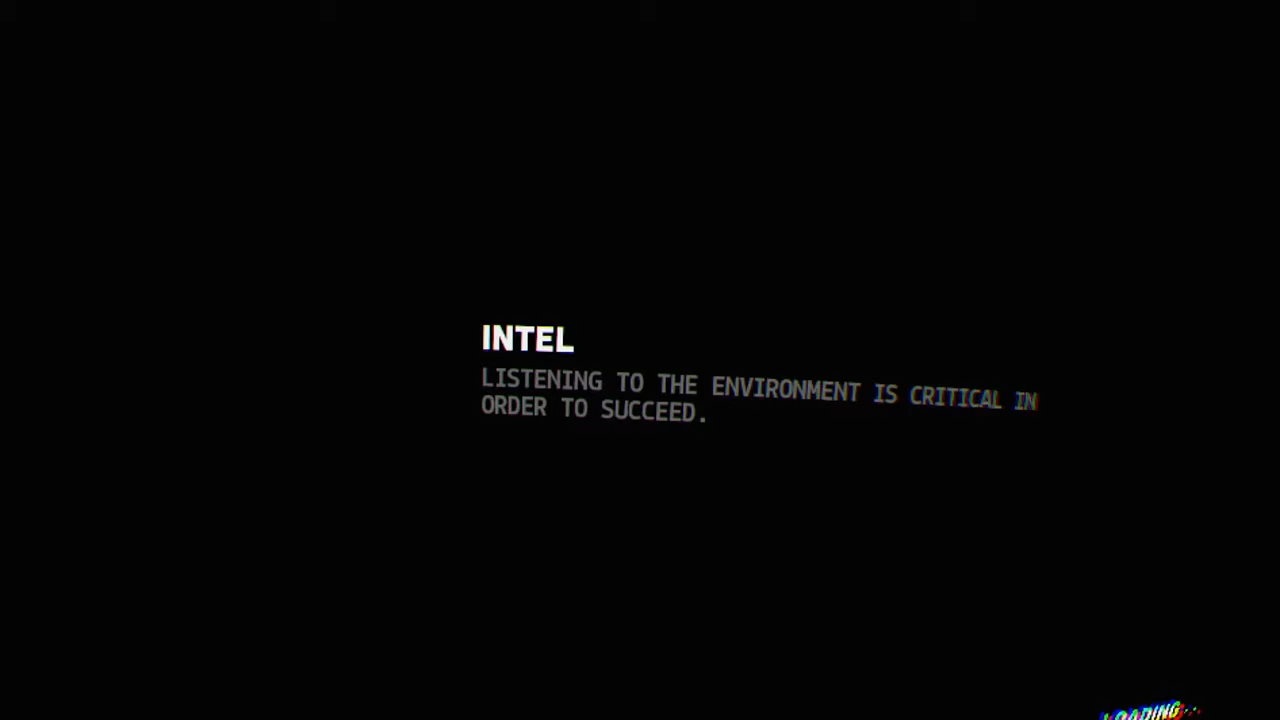 INTEL
LISTENING TO THE ENVIRONMENT IS CRITICAL IN
ORDER TO SUCCEED.
LOADING...